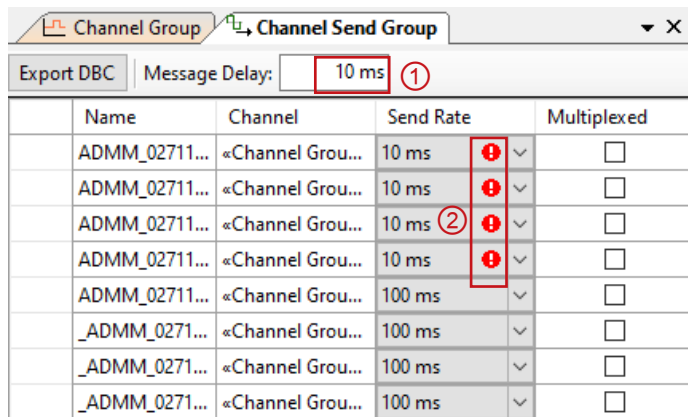 Channel Group Channel Send Group
Export DBC Message Delay: 10 ms 1
Name Channel Send Rate Multiplexed
ADMM_02711... «Channel Grou... 10 ms
ADMM_02711... «Channel Grou... 10 ms
ADMM_02711... «Channel Grou... 10 ms 2
ADMM_02711... «Channel Grou... 10 ms
ADMM_02711... «Channel Grou... 100 ms
_ADMM_0271... «Channel Grou... 100 ms
_ADMM_0271... «Channel Grou... 100 ms
_ADMM_0271... «Channel Grou... 100 ms